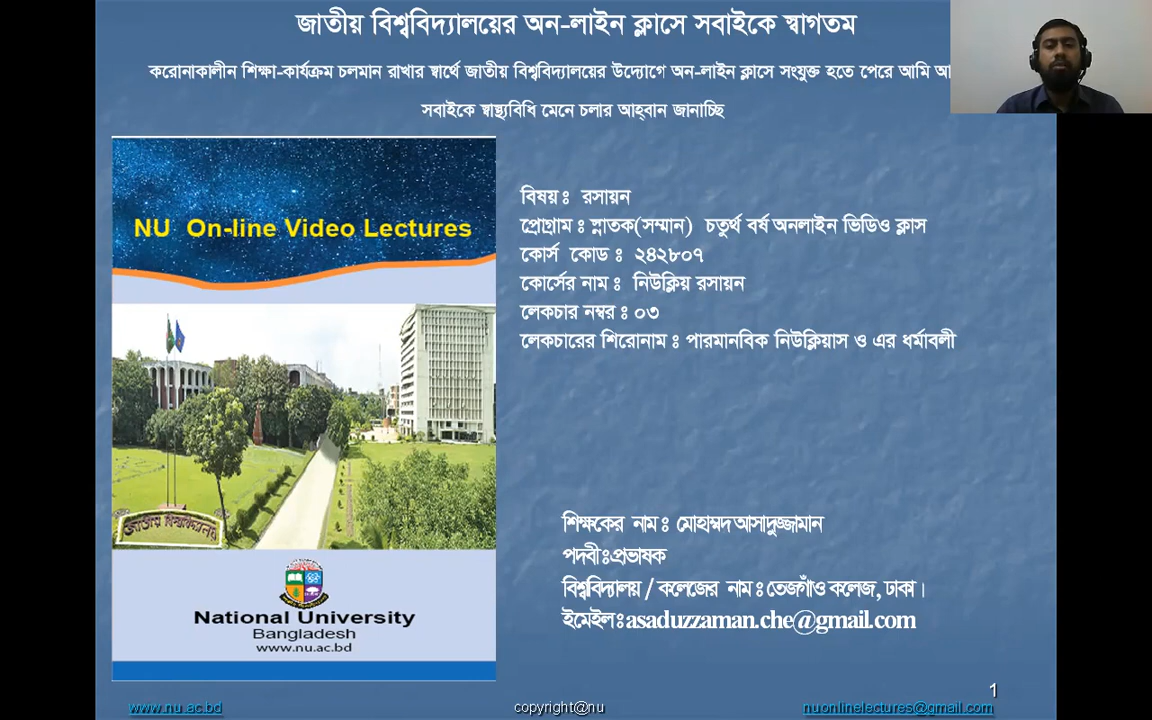 জাতীয় বিশ্ববিদ্যালয়ের অন-লাইন ক্লাসে সবাইকে স্বাগতম
করোনাকালীন শিক্ষা-কার্যক্রম চলমান রাখার স্বার্থে জাতীয় বিশ্ববিদ্যালয়ের উদ্যোগে অন-লাইন ক্লাসে সংযুক্ত হতে পেরে আমি
সবাইকে স্বাস্থ্যবিধি মেনে চলার আহ্বান জানাচ্ছি
NU On-line Video Lectures
বিষয়ঃ রসায়ন
প্রোগ্রাম ঃ স্নাতক(সম্মান) চতুর্থ বর্ষ অনলাইন ভিডিও ক্লাস
কোর্স কোড ঃ ২৪২৮০৭
কোর্সের নাম ঃ নিউক্লিয় রসায়ন
লেকচার নম্বর ঃ ০৩
লেকচারের শিরোনাম ঃ পারমানবিক নিউক্লিয়াস ও এর ধর্মাবলী
জাতীয় বিশ্ববিদ্যালয়
National University
Bangladesh
www.nu.ac.bd
শিক্ষকের নাম ঃ মোহাম্মদ আসাদুজ্জামান
পদবী ঃ প্রভাষক
বিশ্ববিদ্যালয় / কলেজের নাম ঃ তেজগাঁও কলেজ, ঢাকা।
ইমেইল ঃ asaduzzaman.che@gmail.com
1
www.nu.ac.bd
copyright@nu
nuonlinelectures@gmail.com